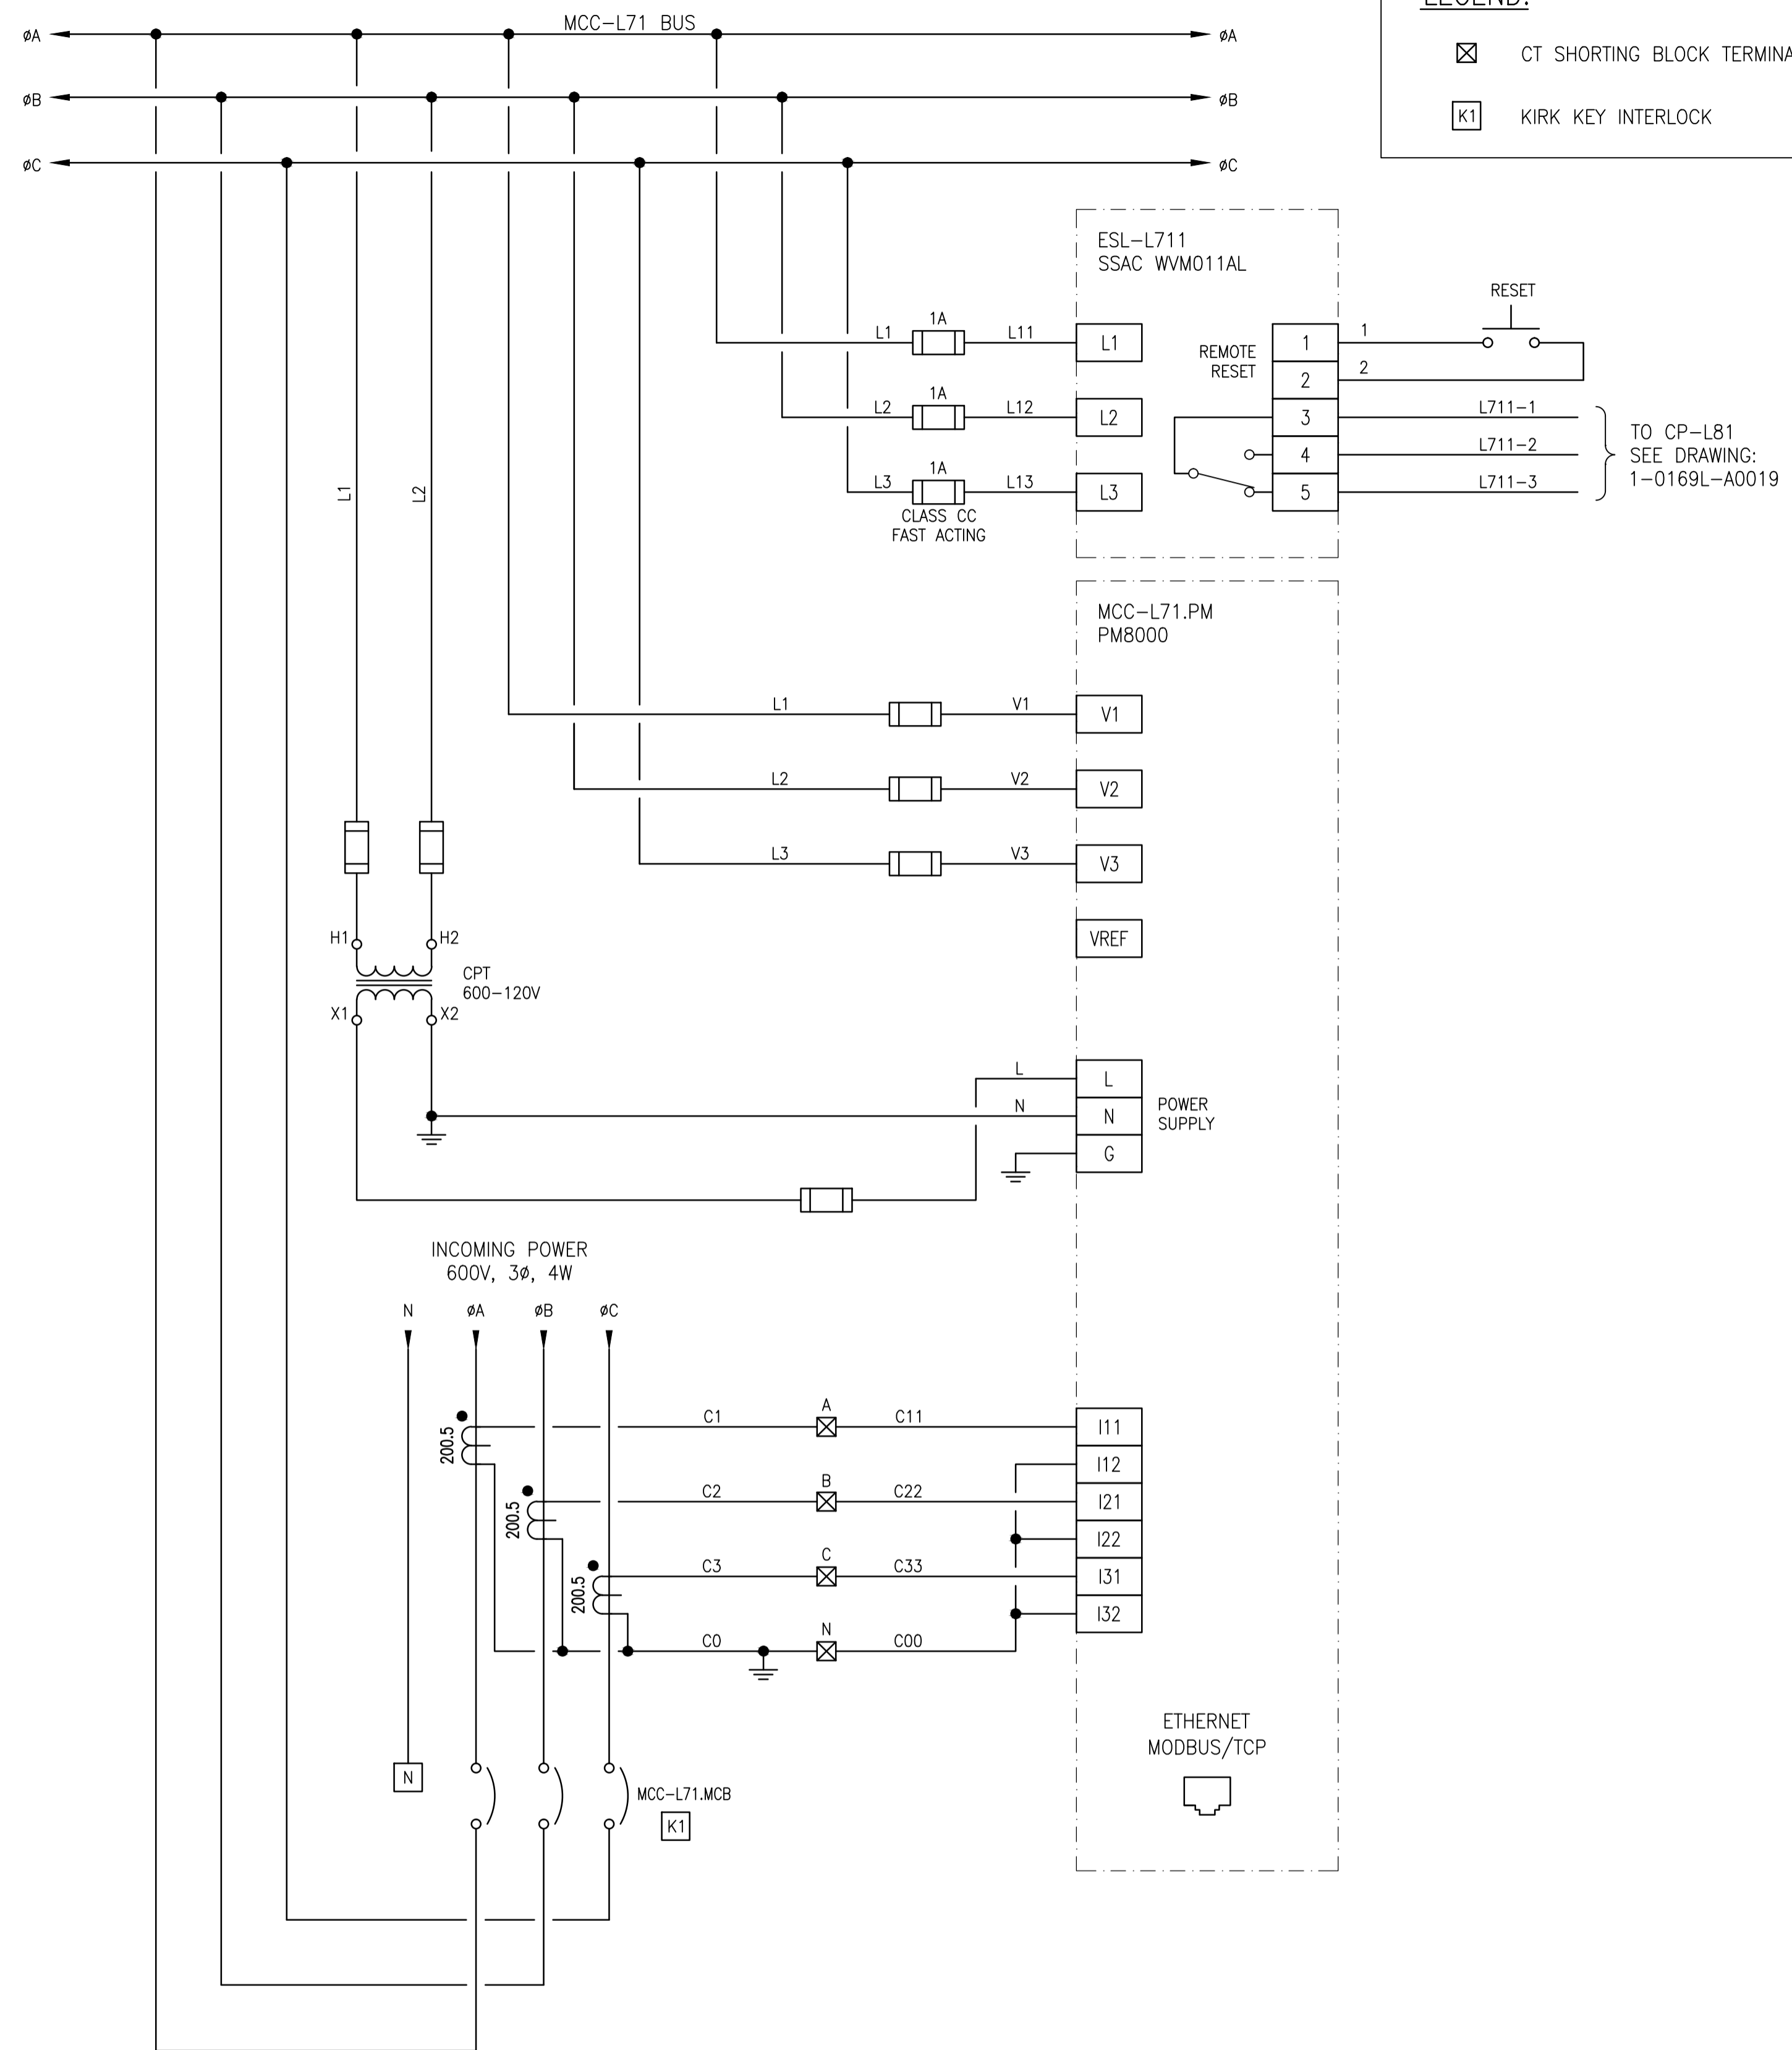 LEGEND:
CT SHORTING BLOCK
K1 KIRK KEY INTERLOCK
MCC-L71 BUS
øA øA
øB øB
øC øC
ESL-L711
SSAC WVM011AL
RESET
L1 1A L11 L1
REMOTE
RESET
1 1
2 2
L2 1A L12 L2
3 L711-1
4 L711-2
L3 1A L13 L3
5 L711-3
CLASS CC
FAST ACTING
TO CP-L81
SEE DRAWING:
1-0169L-A0019
L1 L2
MCC-L71.PM
PM8000
L1 V1 V1
L2 V2 V2
L3 V3 V3
VREF
H1 H2
CPT
600-120V
X1 X2
L L
N N
G
POWER
SUPPLY
INCOMING POWER
600V, 3ø, 4W
N øA øB øC
200:5
C1 A C11 I11
I12
200:5
C2 B C22 I21
I22
200:5
C3 C C33 I31
I32
C0 N C00
ETHERNET
MODBUS/TCP
N
MCC-L71.MCB
K1